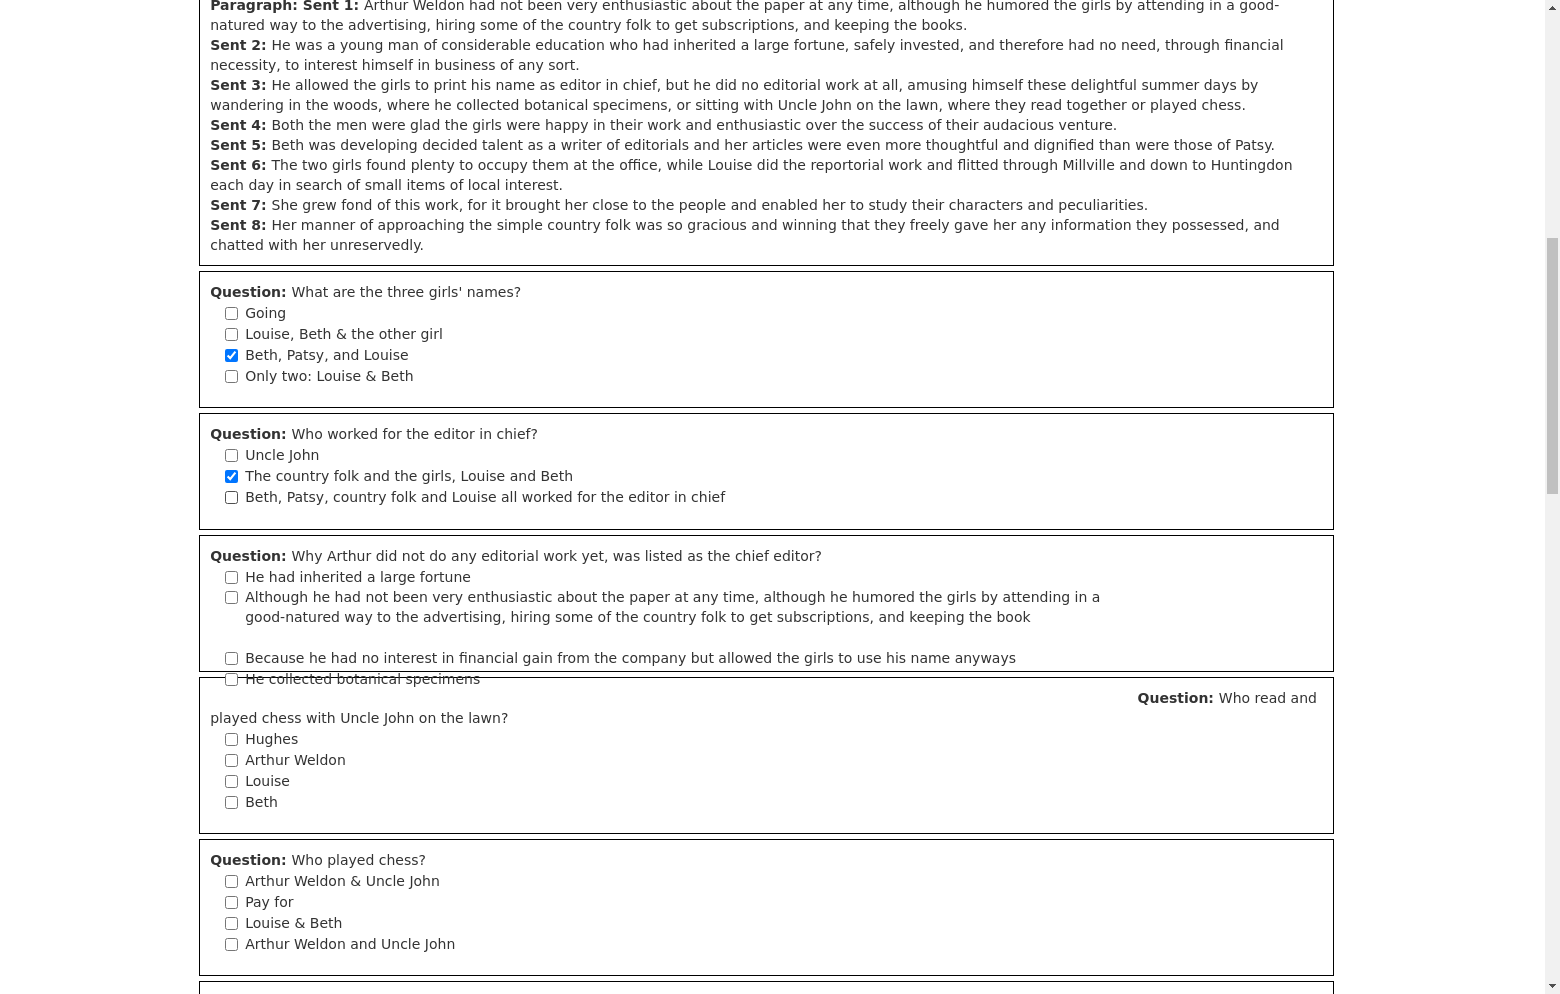 Paragraph: Sent 1: Arthur Weldon had not been very enthusiastic about the paper at any time, although he humored the girls by attending in a good-
natured way to the advertising, hiring some of the country folk to get subscriptions, and keeping the books.
Sent 2: He was a young man of considerable education who had inherited a large fortune, safely invested, and therefore had no need, through financial
necessity, to interest himself in business of any sort.
Sent 3: He allowed the girls to print his name as editor in chief, but he did no editorial work at all, amusing himself these delightful summer days by
wandering in the woods, where he collected botanical specimens, or sitting with Uncle John on the lawn, where they read together or played chess.
Sent 4: Both the men were glad the girls were happy in their work and enthusiastic over the success of their audacious venture.
Sent 5: Beth was developing decided talent as a writer of editorials and her articles were even more thoughtful and dignified than were those of Patsy.
Sent 6: The two girls found plenty to occupy them at the office, while Louise did the reportorial work and flitted through Millville and down to Huntingdon
each day in search of small items of local interest.
Sent 7: She grew fond of this work, for it brought her close to the people and enabled her to study their characters and peculiarities.
Sent 8: Her manner of approaching the simple country folk was so gracious and winning that they freely gave her any information they possessed, and
chatted with her unreservedly.
Question: What are the three girls' names?
Going
Louise, Beth & the other girl
Beth, Patsy, and Louise
Only two: Louise & Beth
Question: Who worked for the editor in chief?
Uncle John
The country folk and the girls, Louise and Beth
Beth, Patsy, country folk and Louise all worked for the editor in chief
Question: Why Arthur did not do any editorial work yet, was listed as the chief editor?
He had inherited a large fortune
Although he had not been very enthusiastic about the paper at any time, although he humored the girls by attending in a
good-natured way to the advertising, hiring some of the country folk to get subscriptions, and keeping the book
Because he had no interest in financial gain from the company but allowed the girls to use his name anyways
He collected botanical specimens
Question: Who read and
played chess with Uncle John on the lawn?
Hughes
Arthur Weldon
Louise
Beth
Question: Who played chess?
Arthur Weldon & Uncle John
Pay for
Louise & Beth
Arthur Weldon and Uncle John